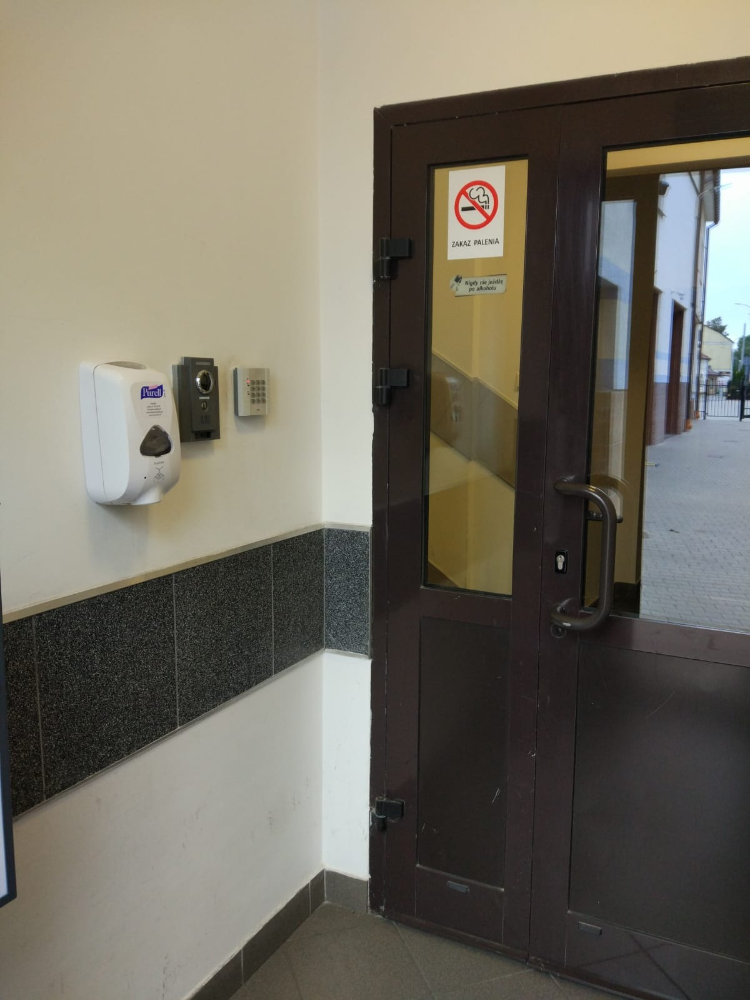 ZAKAZ PALENIA
Nigdy nie jeżdżę
po alkoholu
Purell